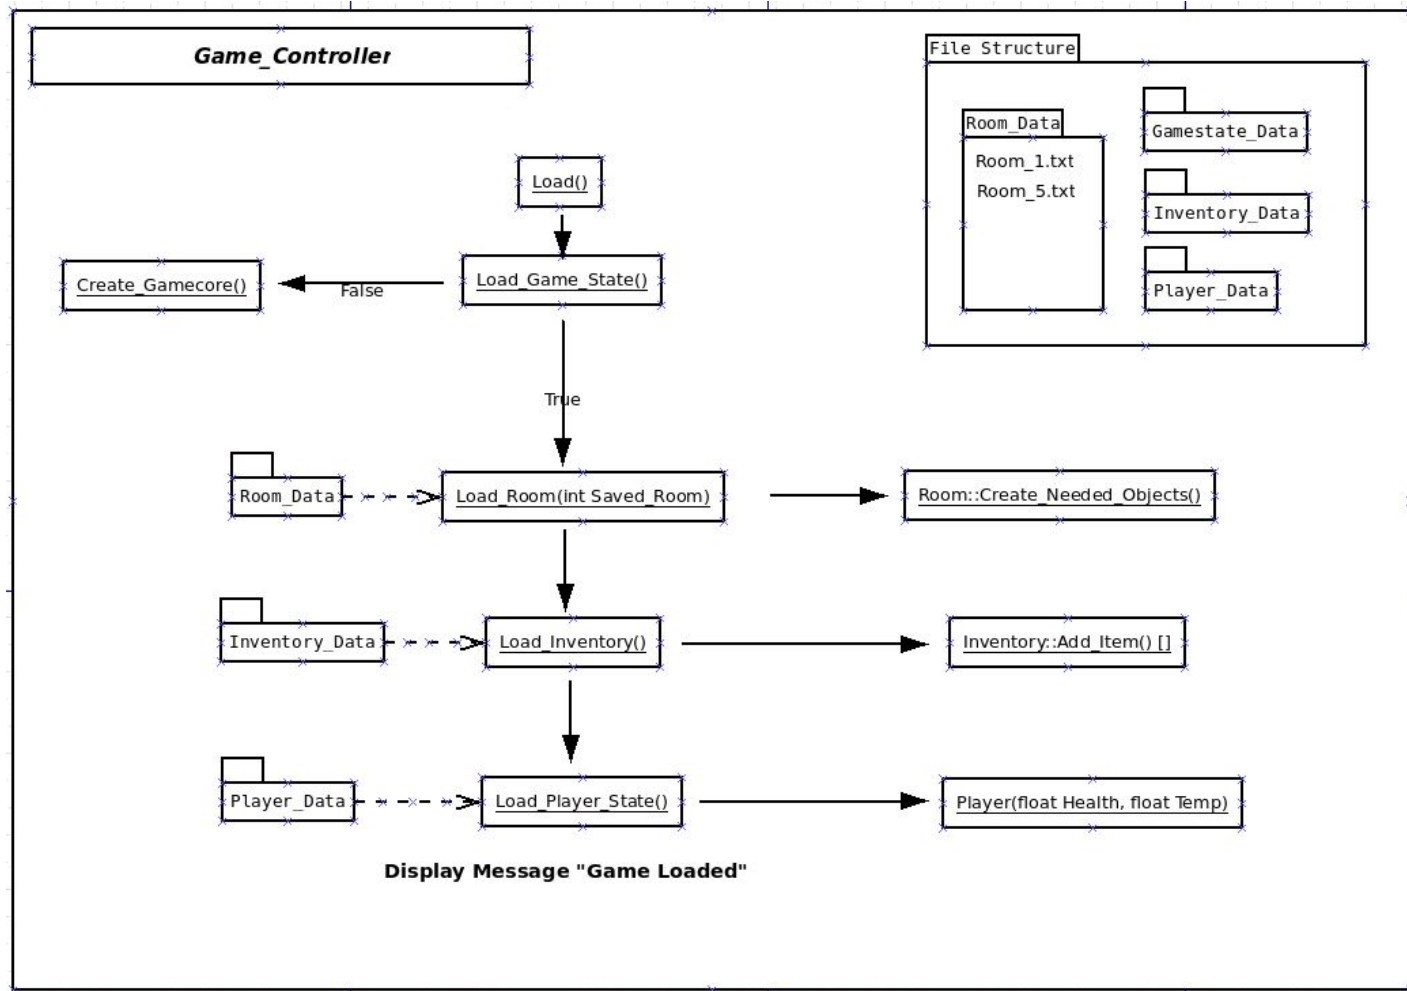 Game_Controller
File Structure
Room_Data
Room_1.txt
Room_5.txt
Gamestate_Data
Inventory_Data
Player_Data
Load()
Load_Game_State()
False
Create_Gamecore()
True
Room_Data
Load_Room(int Saved_Room)
Room::Create_Needed_Objects()
Inventory_Data
Load_Inventory()
Inventory::Add_Item() []
Player_Data
Load_Player_State()
Player(float Health, float Temp)
Display Message "Game Loaded"